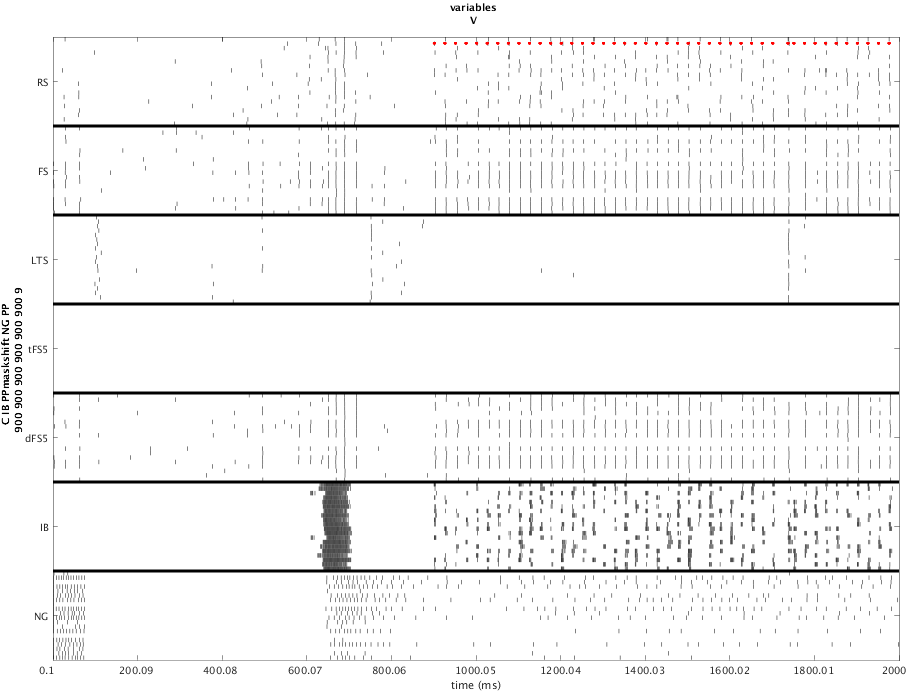 variables
V
C IB PPmaskshift NG PP
900 900 900 900 900 900 9
RS
FS
LTS
tFS5
dFS5
IB
NG
0.1 200.09 400.08 600.07 800.06 1000.05 1200.04 1400.03 1600.02 1800.01 2000
time (ms)